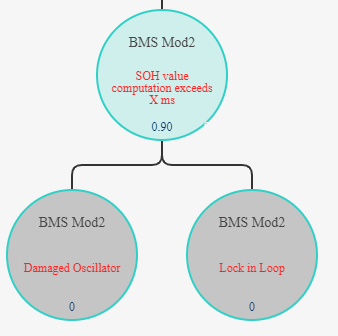 BMS Mod2
SOH value
computation exceeds
X ms
0.90
BMS Mod2
Damaged Oscillator
0
BMS Mod2
Lock in Loop
0